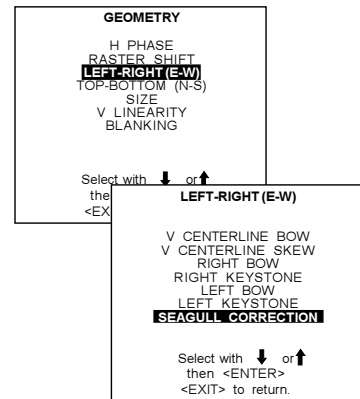 GEOMETRY
H PHASE
RASTER SHIFT
LEFT-RIGHT (E-W)
TOP-BOTTOM (N-S)
SIZE
V LINEARITY
BLANKING
Select with ⬇ or ⬆
the
<EX
LEFT-RIGHT (E-W)
V CENTERLINE BOW
V CENTERLINE SKEW
RIGHT BOW
RIGHT KEYSTONE
LEFT BOW
LEFT KEYSTONE
SEAGULL CORRECTION
Select with ⬇ or ⬆
then <ENTER>
<EXIT> to return.